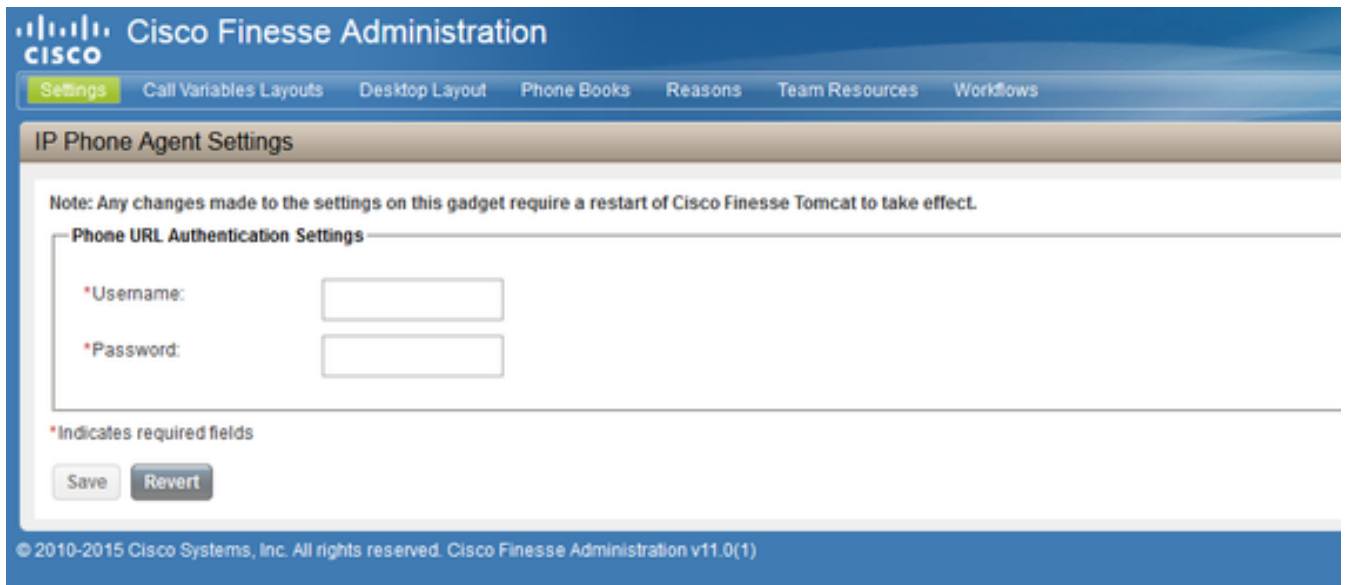 CISCO
Cisco Finesse Administration
Settings Call Variables Layouts Desktop Layout Phone Books Reasons Team Resources Workflows
IP Phone Agent Settings
Note: Any changes made to the settings on this gadget require a restart of Cisco Finesse Tomcat to take effect.
Phone URL Authentication Settings
*Username:
*Password:
*Indicates required fields
Save Revert
© 2010-2015 Cisco Systems, Inc. All rights reserved. Cisco Finesse Administration v11.0(1)